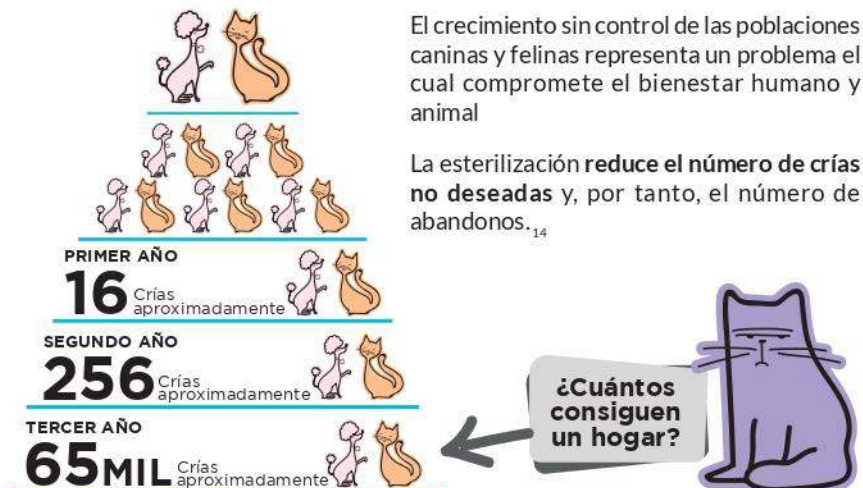 El crecimiento sin control de las poblaciones
caninas y felinas representa un problema el
cual compromete el bienestar humano y
animal
La esterilización reduce el número de crías
no deseadas y, por tanto, el número de
abandonos.14
PRIMER AÑO
16 Crías
aproximadamente
SEGUNDO AÑO
256 Crías
aproximadamente
TERCER AÑO
65MIL Crías
aproximadamente
¿Cuántos
consiguen
un hogar?